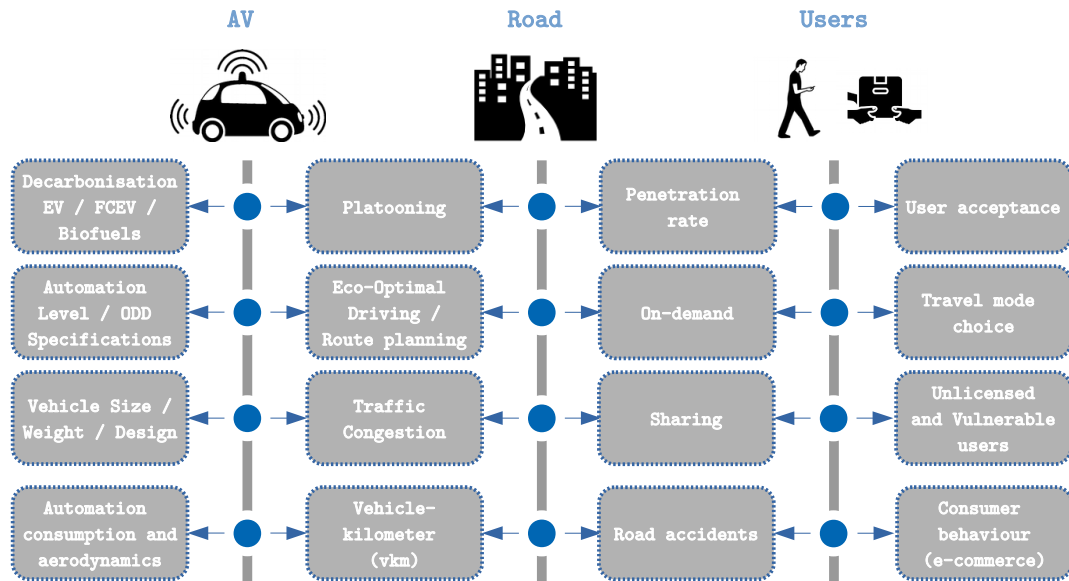 AV
Road
Users
Decarbonisation
EV / FCEV /
Biofuels
Platooning
Penetration
rate
User acceptance
Automation
Level / ODD
Specifications
Eco-Optimal
Driving /
Route planning
On-demand
Travel mode
choice
Vehicle Size /
Weight / Design
Traffic
Congestion
Sharing
Unlicensed
and Vulnerable
users
Automation
consumption and
aerodynamics
Vehicle-
kilometer
(vkm)
Road accidents
Consumer
behaviour
(e-commerce)